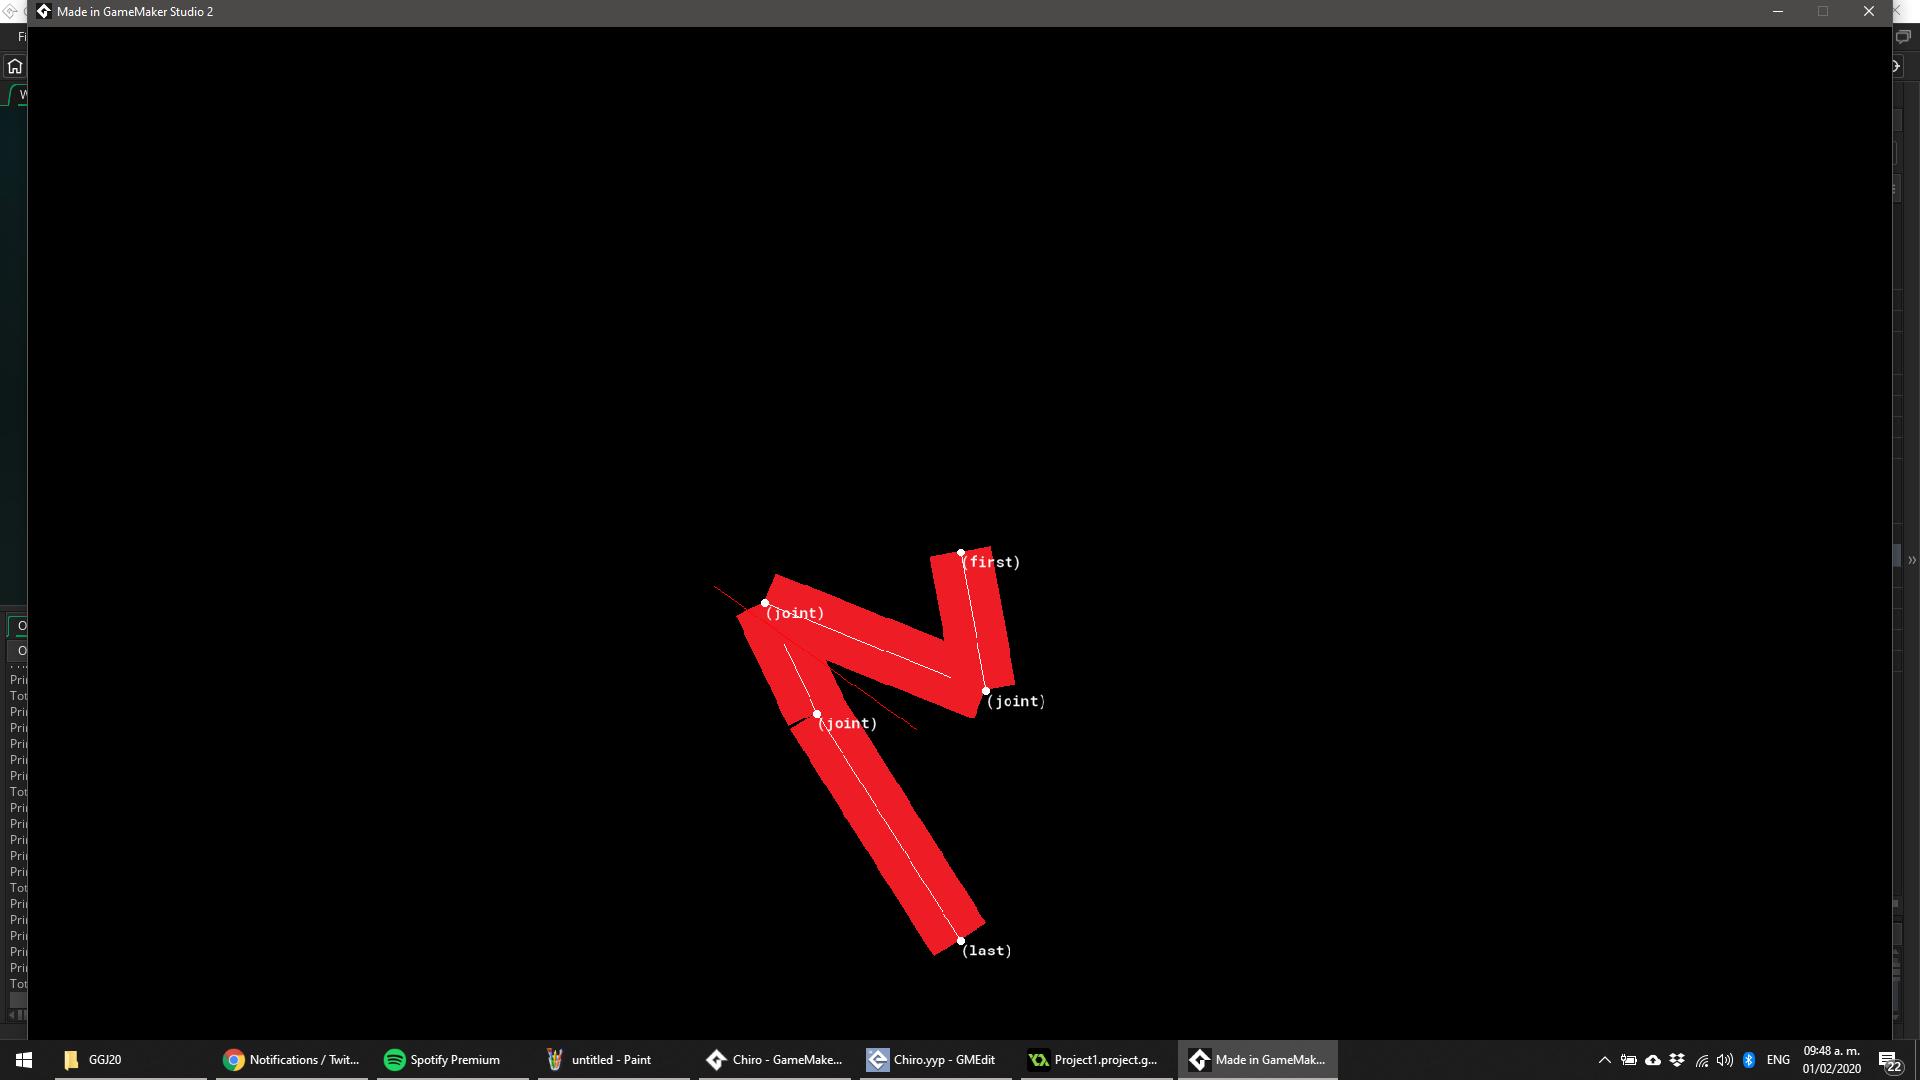 Made in GameMaker Studio 2
Fi
W
(first)
(joint)
(joint)
(joint)
(last)
O
O
Pri
Tot
Pri
Pri
Pri
Pri
Pri
Tot
Pri
Pri
Pri
Pri
Pri
Tot
Pri
Pri
Pri
Pri
Pri
Tot
GGJ20
Notifications / Twit...
Spotify Premium
untitled - Paint
Chiro - GameMake...
Chiro.yyp - GMEdit
Project1.project.g...
Made in GameMak...
ENG
09:48 a. m.
01/02/2020
22